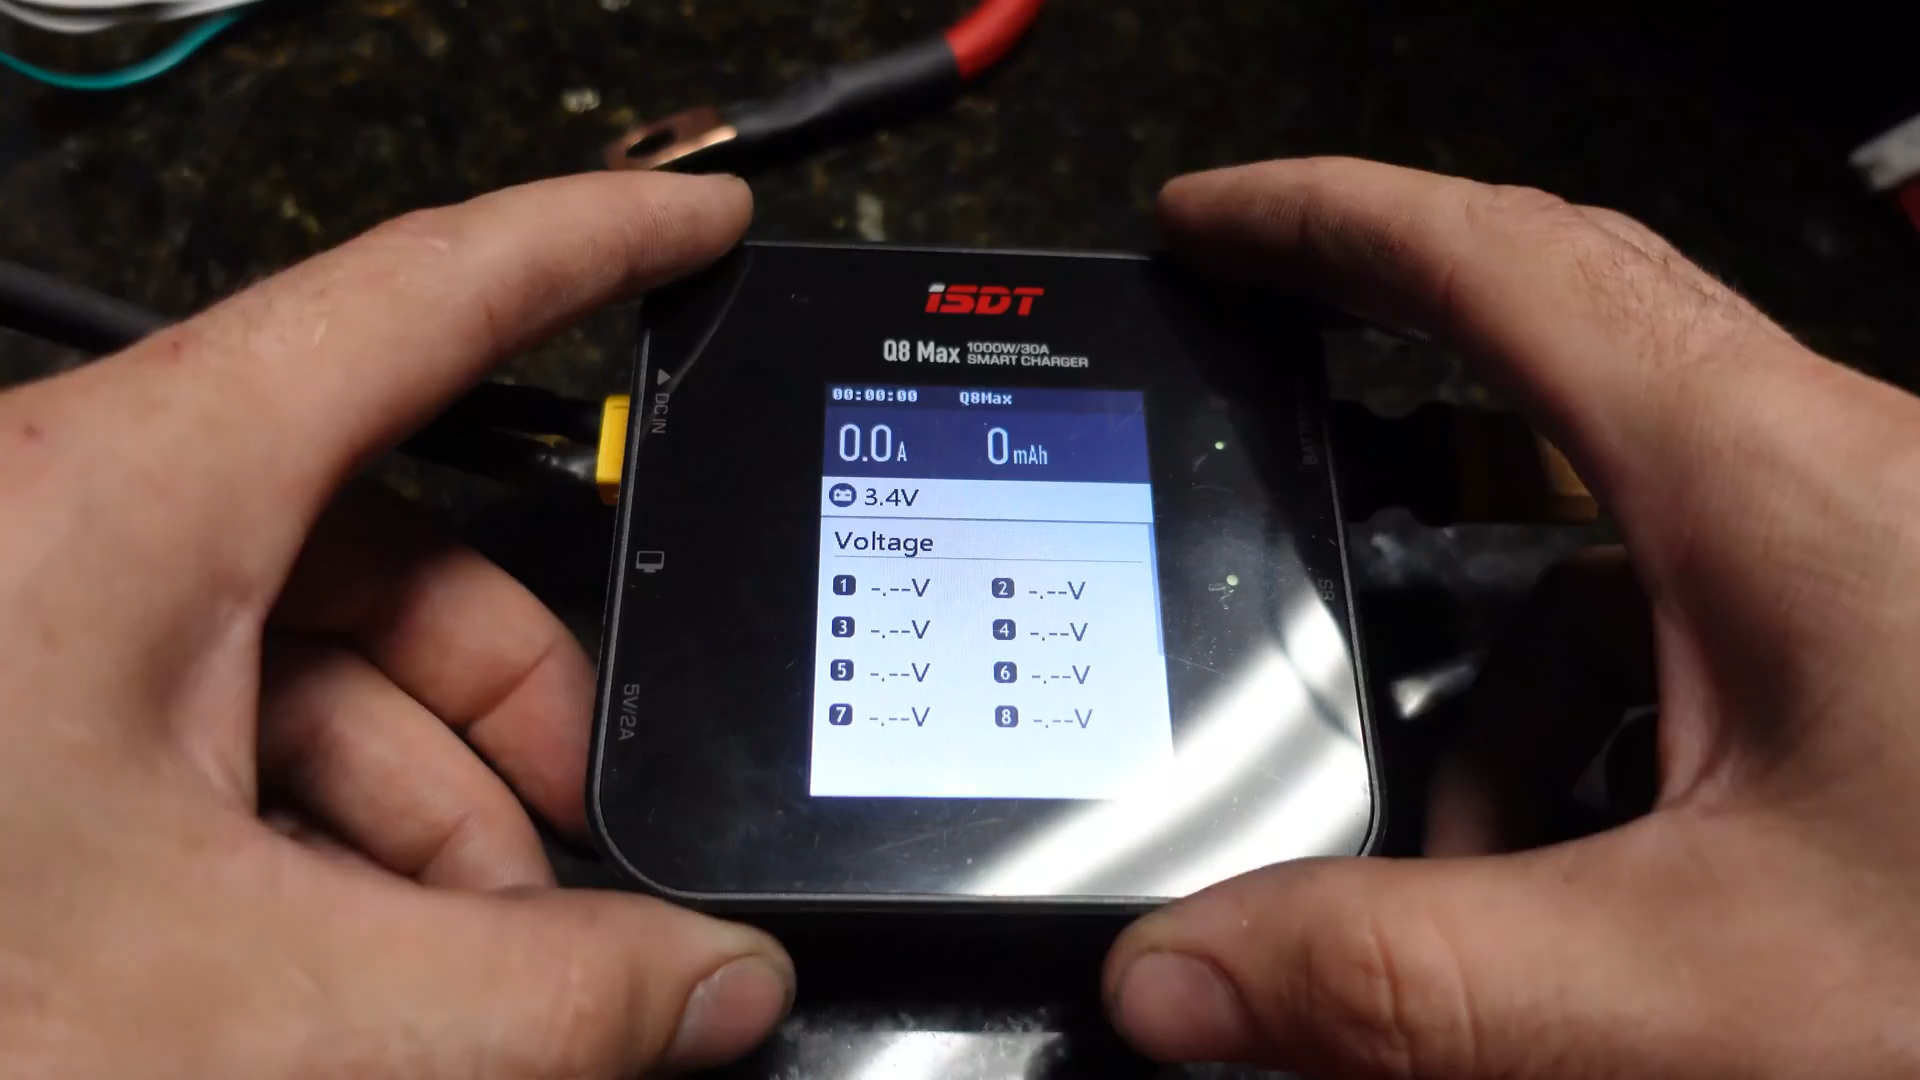 iSDT
Q8 Max 1000W/30A
SMART CHARGER
00:00:00 Q8Max
0.0A 0mAh
3.4V
Voltage
1 -.--V 2 -.--V
3 -.--V 4 -.--V
5 -.--V 6 -.--V
7 -.--V 8 -.--V
DC IN
5V/2A